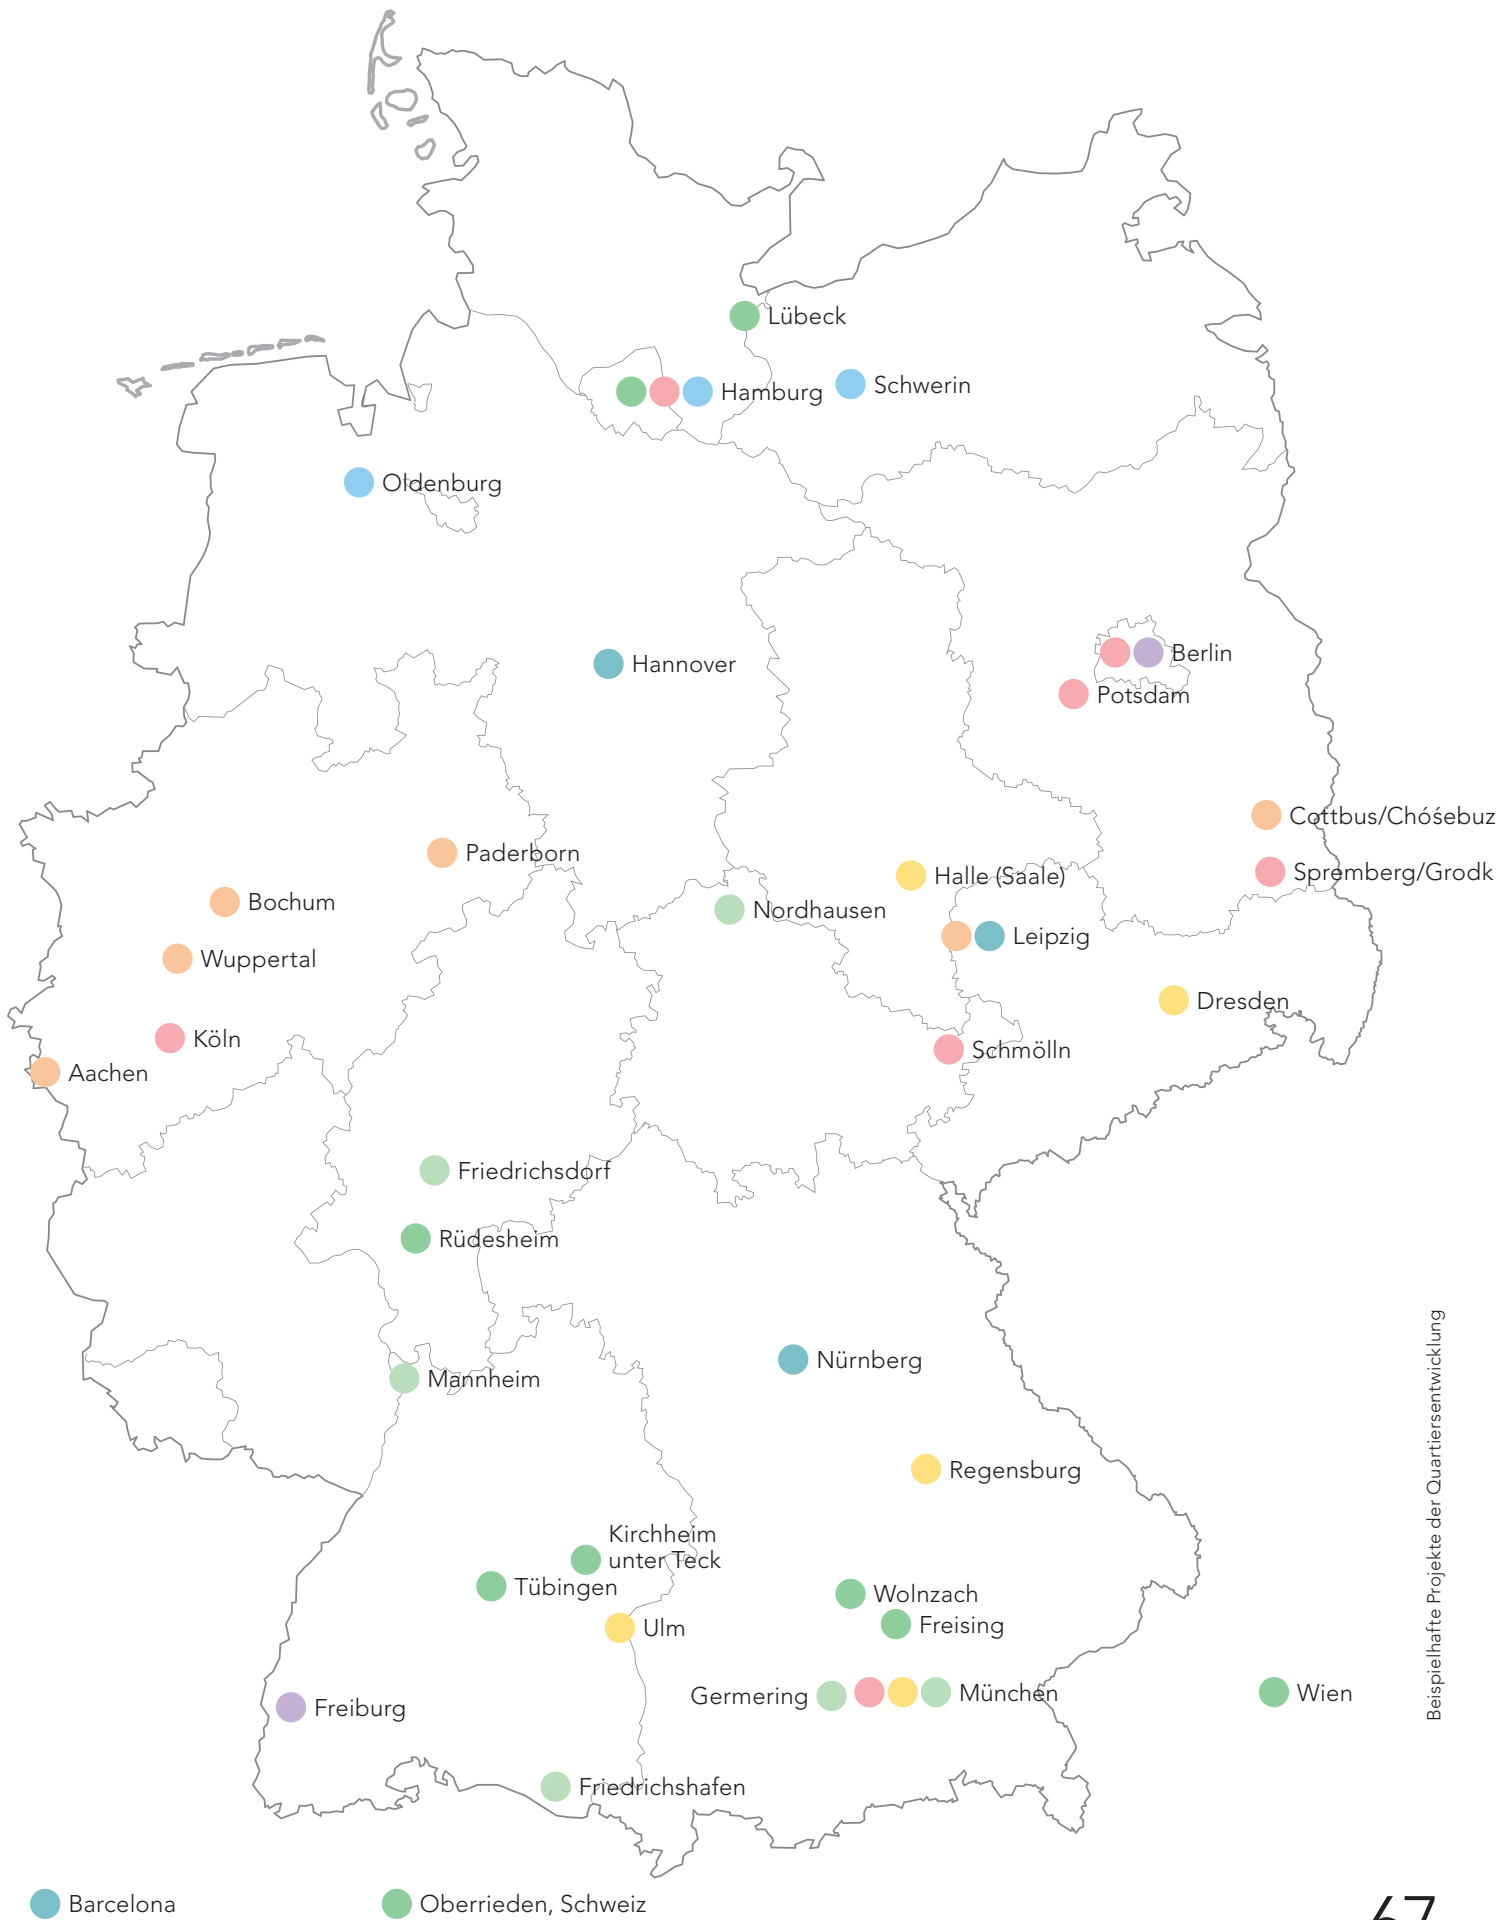 Lübeck
Schwerin
Hamburg
Oldenburg
Berlin
Hannover
Potsdam
Cottbus/Chóśebuz
Paderborn
Spremberg/Grodk
Halle (Saale)
Bochum
Nordhausen
Leipzig
Wuppertal
Dresden
Köln
Schmölln
Aachen
Friedrichsdorf
Rüdesheim
Nürnberg
Mannheim
Regensburg
Kirchheim
unter Teck
Tübingen
Wolnzach
Freising
Ulm
Germering
München
Wien
Freiburg
Friedrichshafen
Beispielhafte Projekte der Quartiersentwicklung
Barcelona
Oberrieden, Schweiz
67